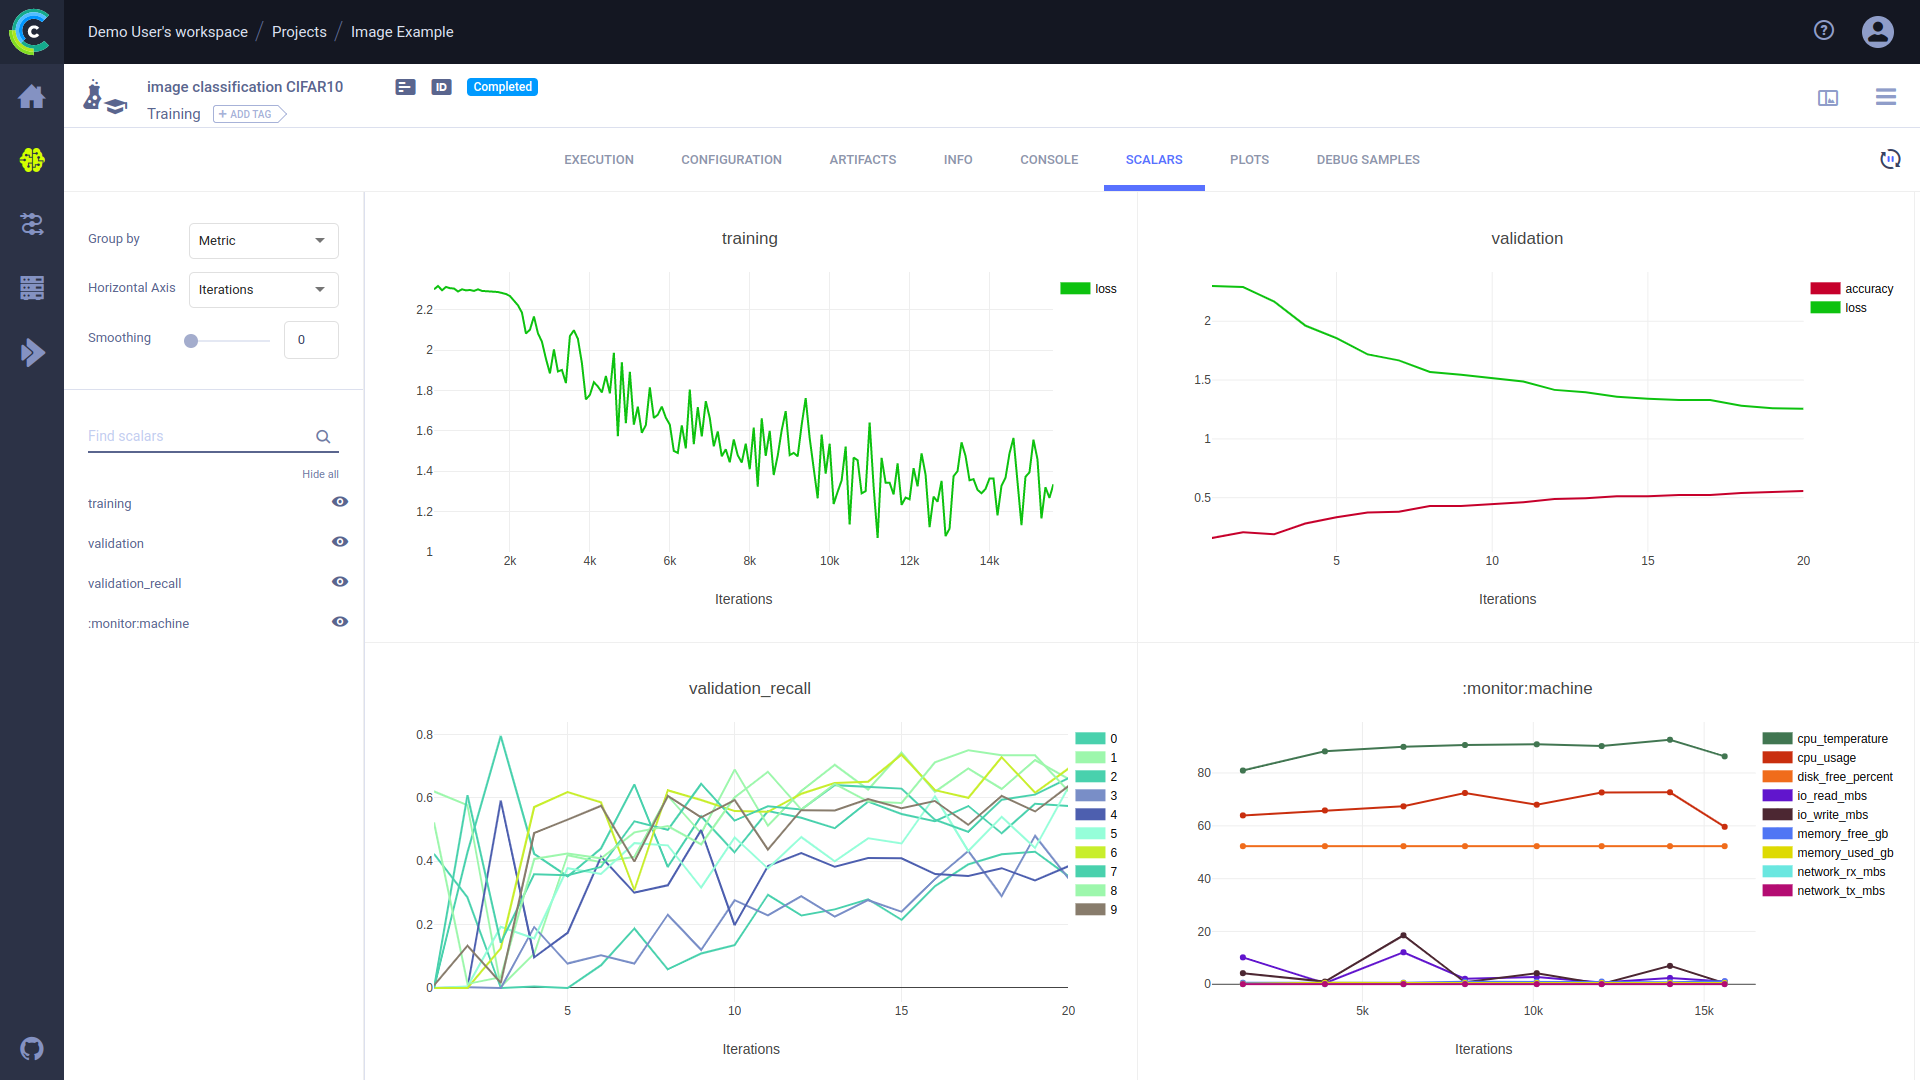 Demo User's workspace / Projects / Image Example
image classification CIFAR10 ID Completed
Training + ADD TAG
EXECUTION CONFIGURATION ARTIFACTS INFO CONSOLE SCALARS PLOTS DEBUG SAMPLES
Group by Metric
Horizontal Axis Iterations
Smoothing 0
Find scalars
Hide all
training
validation
validation_recall
:monitor:machine
training
loss
2.2
2
1.8
1.6
1.4
1.2
1
2k 4k 6k 8k 10k 12k 14k
Iterations
validation
accuracy
loss
2
1.5
1
0.5
5 10 15 20
Iterations
validation_recall
0
1
2
3
4
5
6
7
8
9
0.8
0.6
0.4
0.2
0
5 10 15 20
Iterations
:monitor:machine
cpu_temperature
cpu_usage
disk_free_percent
io_read_mbs
io_write_mbs
memory_free_gb
memory_used_gb
network_rx_mbs
network_tx_mbs
80
60
40
20
0
5k 10k 15k
Iterations